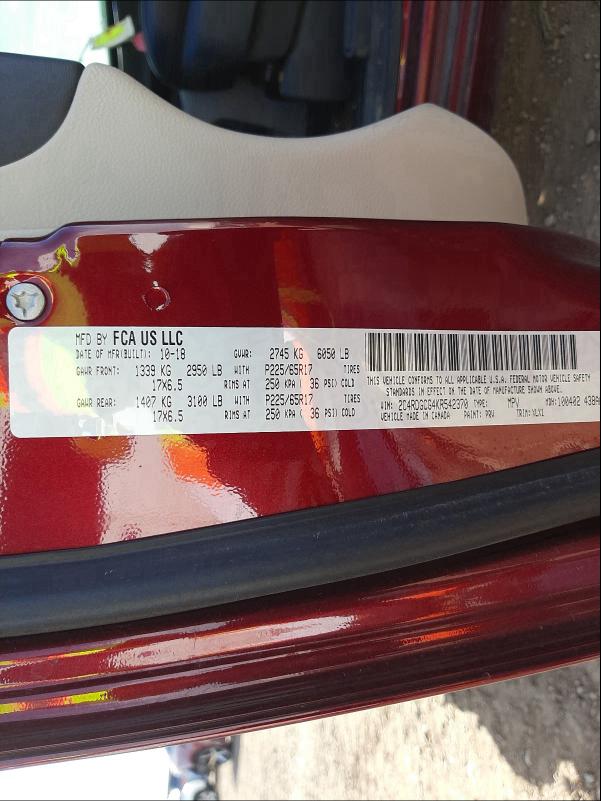 MFD BY FCA US LLC
DATE OF MFR(BUILT): 10-18 GVWR: 2745 KG 6050 LB
GAWR FRONT: 1339 KG 2950 LB WITH P225/65R17 TIRES
17X6.5 RIMS AT 250 KPA ( 36 PSI) COLD
GAWR REAR: 1407 KG 3100 LB WITH P225/65R17 TIRES
17X6.5 RIMS AT 250 KPA ( 36 PSI) COLD
THIS VEHICLE CONFORMS TO ALL APPLICABLE U.S.A. FEDERAL MOTOR VEHICLE SAFETY
STANDARDS IN EFFECT ON THE DATE OF MANUFACTURE SHOWN ABOVE.
VIN: 2C4RDGCG4KR542370 TYPE: MPV MDH: 100402 438A
VEHICLE MADE IN CANADA PAINT: PRV TRIM: XLX1